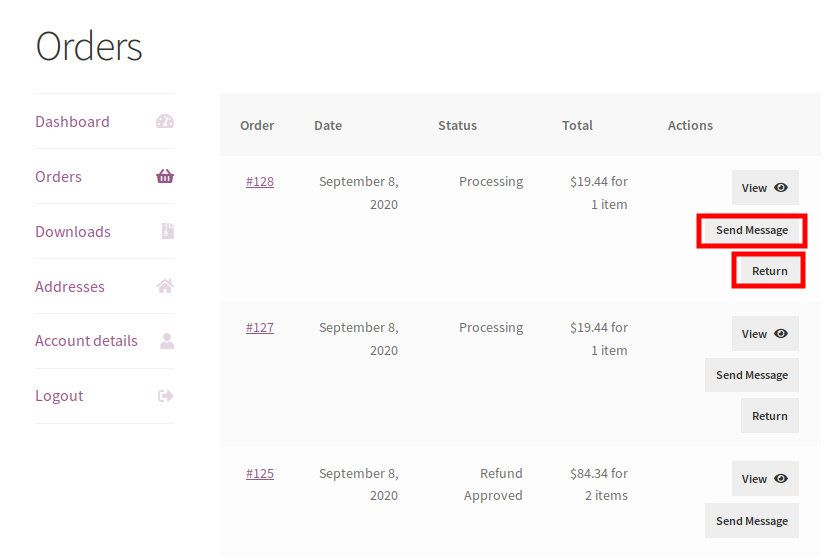 Orders
Dashboard
Orders
Downloads
Addresses
Account details
Logout
Order Date Status Total Actions
#128 September 8, Processing $19.44 for View
2020 1 item
Send Message
Return
#127 September 8, Processing $19.44 for View
2020 1 item
Send Message
Return
#125 September 8, Refund $84.34 for View
2020 Approved 2 items
Send Message